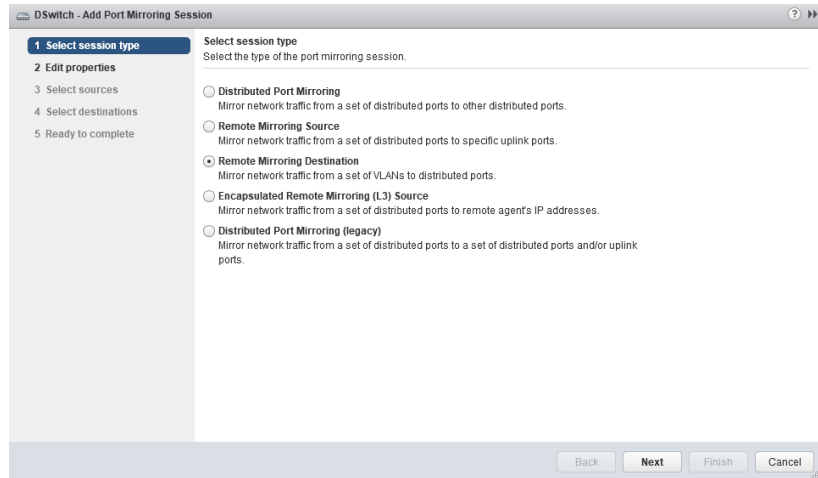 DSwitch - Add Port Mirroring Session
1 Select session type
2 Edit properties
3 Select sources
4 Select destinations
5 Ready to complete
Select session type
Select the type of the port mirroring session.
Distributed Port Mirroring
Mirror network traffic from a set of distributed ports to other distributed ports.
Remote Mirroring Source
Mirror network traffic from a set of distributed ports to specific uplink ports.
Remote Mirroring Destination
Mirror network traffic from a set of VLANs to distributed ports.
Encapsulated Remote Mirroring (L3) Source
Mirror network traffic from a set of distributed ports to remote agent's IP addresses.
Distributed Port Mirroring (legacy)
Mirror network traffic from a set of distributed ports to a set of distributed ports and/or uplink
ports.
Back Next Finish Cancel